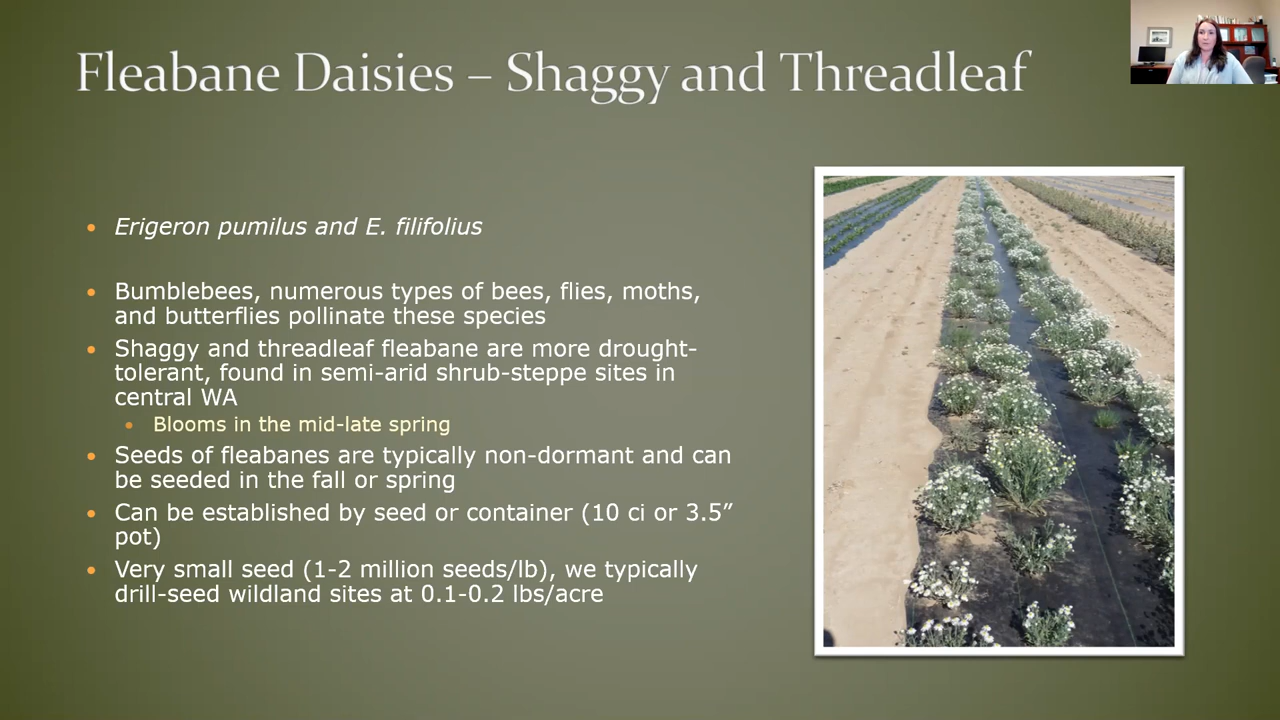 Fleabane Daisies – Shaggy and Threadleaf
Erigeron pumilus and E. filifolius
Bumblebees, numerous types of bees, flies, moths,
and butterflies pollinate these species
Shaggy and threadleaf fleabane are more drought-
tolerant, found in semi-arid shrub-steppe sites in
central WA
Blooms in the mid-late spring
Seeds of fleabanes are typically non-dormant and can
be seeded in the fall or spring
Can be established by seed or container (10 ci or 3.5”
pot)
Very small seed (1-2 million seeds/lb), we typically
drill-seed wildland sites at 0.1-0.2 lbs/acre